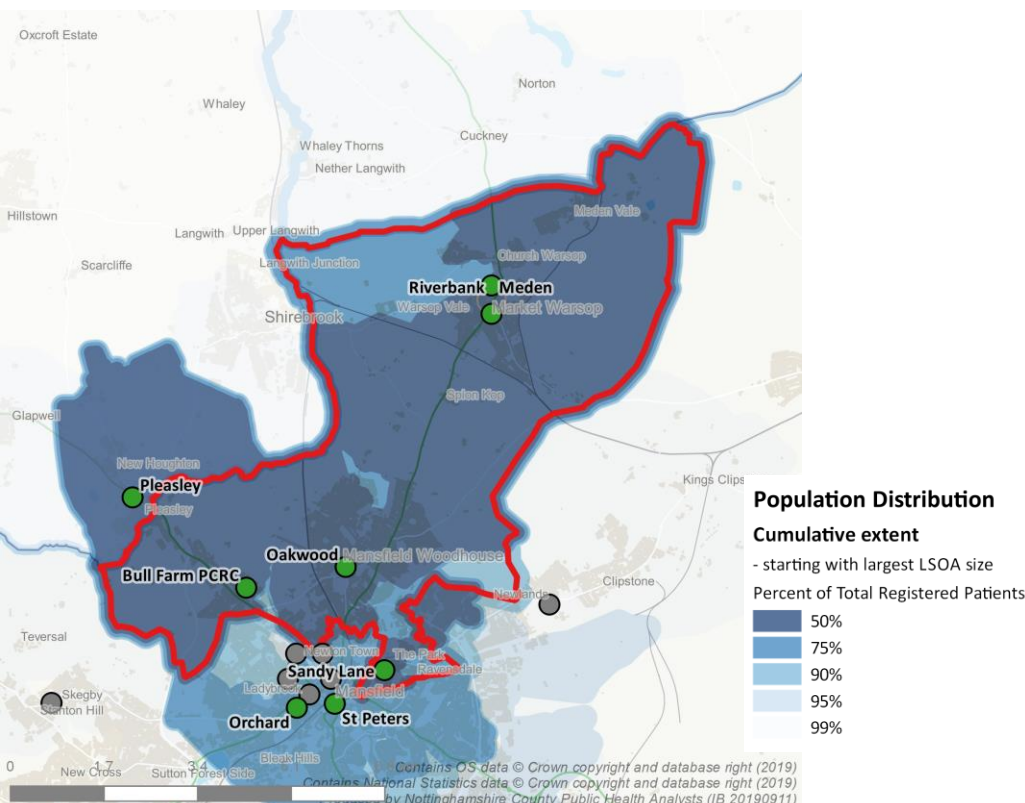 Oxcroft Estate
Norton
Whaley
Cuckney
Whaley Thorns
Nether Langwith
Meden Vale
Hillstown
Langwith
Upper Langwith
Church Warsop
Scarcliffe
Langwith Junction
Riverbank
Meden
Warsop Vale
Market Warsop
Shirebrook
Spion Kop
Glapwell
New Houghton
Pleasley
Pleasley
Kings Clips
Oakwood
Mansfield Woodhouse
Bull Farm PCRC
Clipstone
Newlands
Teversal
Newton Town
The Park
Sandy Lane
Ravensdale
Ladybrook
Mansfield
Skegby
Stanton Hill
Orchard
St Peters
Bleak Hills
New Cross
Sutton Forest Side
0
1.7
3.4
Contains OS data © Crown copyright and database right (2019)
Contains National Statistics data © Crown copyright and database right (2019)
by Nottinghamshire County Public Health Analysts (IB 20190911)
Population Distribution
Cumulative extent
- starting with largest LSOA size
Percent of Total Registered Patients
50%
75%
90%
95%
99%